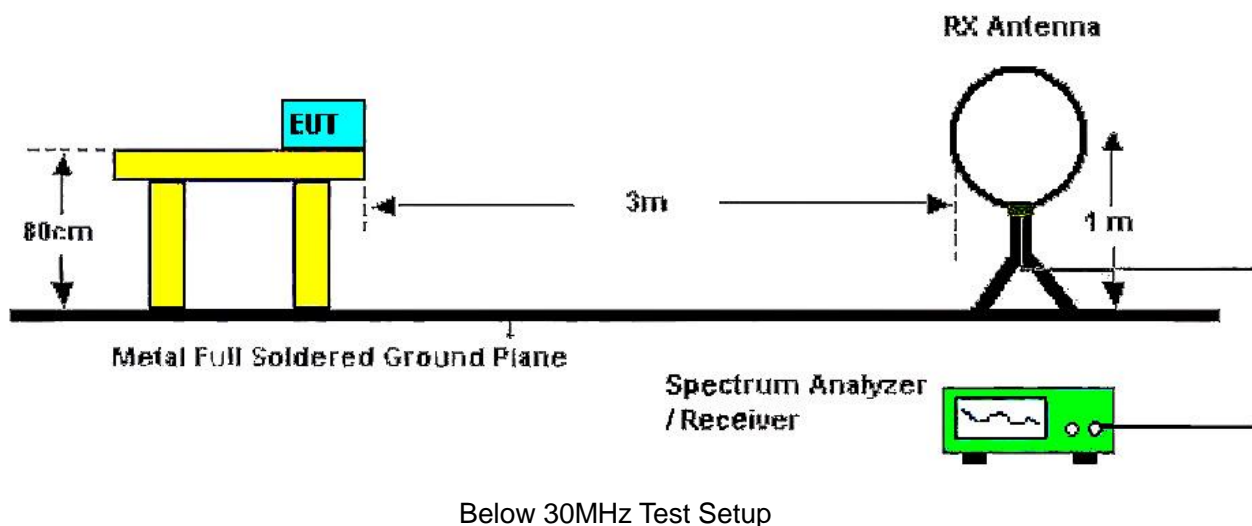 RX Antenna
EUT
80cm
3m
1 m
Metal Full Soldered Ground Plane
Spectrum Analyzer
/ Receiver
Below 30MHz Test Setup